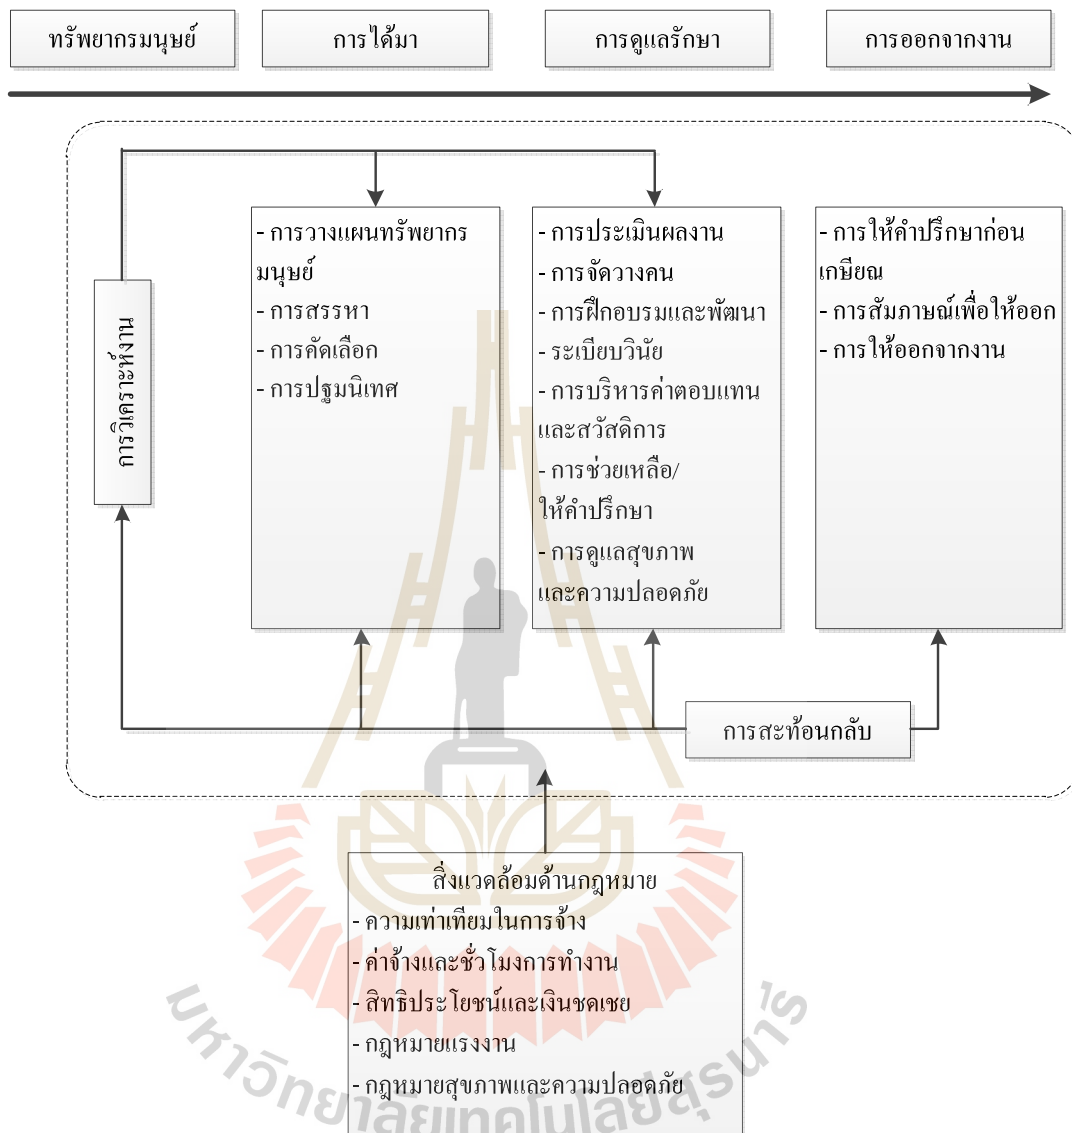 ทรัพยากรมนุษย์
การได้มา
การดูแลรักษา
การออกจากงาน
การวิเคราะห์งาน
- การวางแผนทรัพยากร
มนุษย์
- การสรรหา
- การคัดเลือก
- การปฐมนิเทศ
- การประเมินผลงาน
- การจัดวางคน
- การฝึกอบรมและพัฒนา
- ระเบียบวินัย
- การบริหารค่าตอบแทน
และสวัสดิการ
- การช่วยเหลือ/
ให้คำปรึกษา
- การดูแลสุขภาพ
และความปลอดภัย
- การให้คำปรึกษาก่อน
เกษียณ
- การสัมภาษณ์เพื่อให้ออก
- การให้ออกจากงาน
การสะท้อนกลับ
สิ่งแวดล้อมด้านกฎหมาย
- ความเท่าเทียมในการจ้าง
- ค่าจ้างและชั่วโมงการทำงาน
- สิทธิประโยชน์และเงินชดเชย
- กฎหมายแรงงาน
- กฎหมายสุขภาพและความปลอดภัย
มหาวิทยาลัยเทคโนโลยีสุรนารี